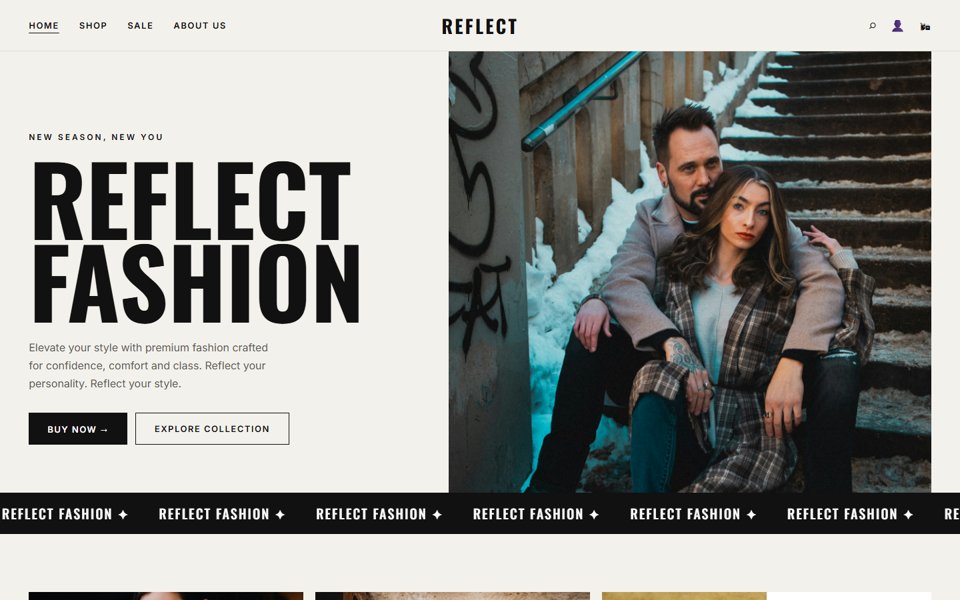 HOME SHOP SALE ABOUT US
REFLECT
NEW SEASON, NEW YOU
REFLECT
FASHION
Elevate your style with premium fashion crafted
for confidence, comfort and class. Reflect your
personality. Reflect your style.
BUY NOW →
EXPLORE COLLECTION
REFLECT FASHION ✦ REFLECT FASHION ✦ REFLECT FASHION ✦ REFLECT FASHION ✦ REFLECT FASHION ✦ REFLECT FASHION ✦ RE